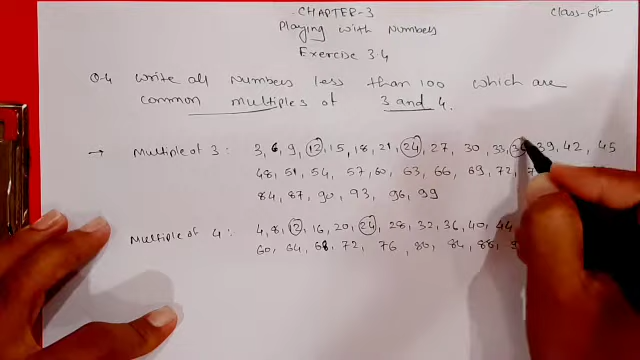 CHAPTER-3
Class-6th
Playing with Numbers
Exercise 3.4
Q.4 Write all Numbers less than 100 which are
common multiples of 3 and 4.
→ Multiple of 3 : 3, 6, 9, 12, 15, 18, 21, 24, 27, 30, 33, 36, 39, 42, 45
48, 51, 54, 57, 60, 63, 66, 69, 72,
84, 87, 90, 93, 96, 99
Multiple of 4 : 4, 8, 12, 16, 20, 24, 28, 32, 36, 40, 44
60, 64, 68, 72, 76, 80, 84, 88,